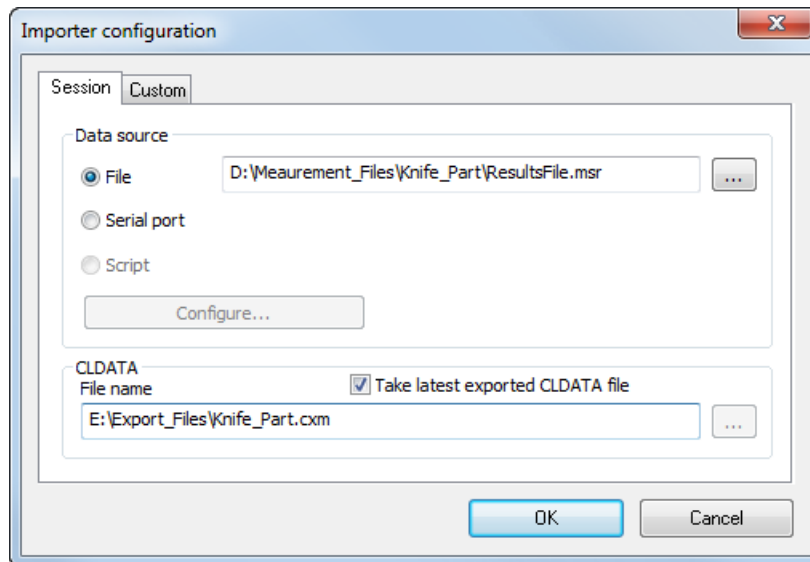 Importer configuration
Session
Custom
Data source
File
D:\Meaurement_Files\Knife_Part\ResultsFile.msr
...
Serial port
Script
Configure...
CLDATA
File name
Take latest exported CLDATA file
E:\Export_Files\Knife_Part.cxm
...
OK
Cancel